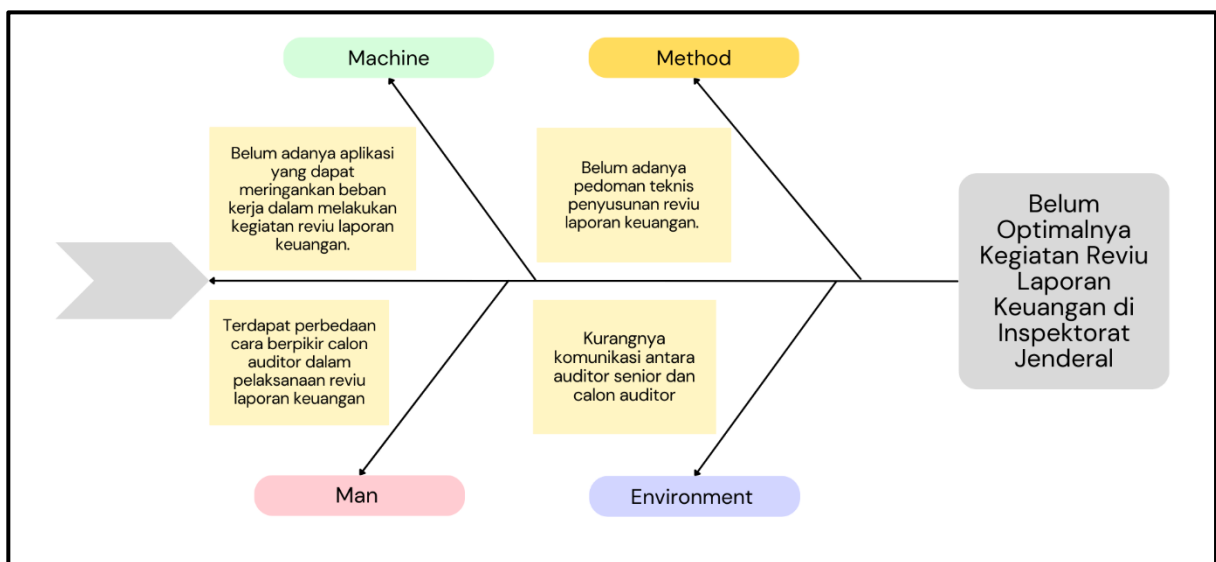 Machine
Method
Belum adanya aplikasi
yang dapat
meringankan beban
kerja dalam melakukan
kegiatan reviu laporan
keuangan.
Belum adanya
pedoman teknis
penyusunan reviu
laporan keuangan.
Belum
Optimalnya
Kegiatan Reviu
Laporan
Keuangan di
Inspektorat
Jenderal
Terdapat perbedaan
cara berpikir calon
auditor dalam
pelaksanaan reviu
laporan keuangan
Kurangnya
komunikasi antara
auditor senior dan
calon auditor
Man
Environment